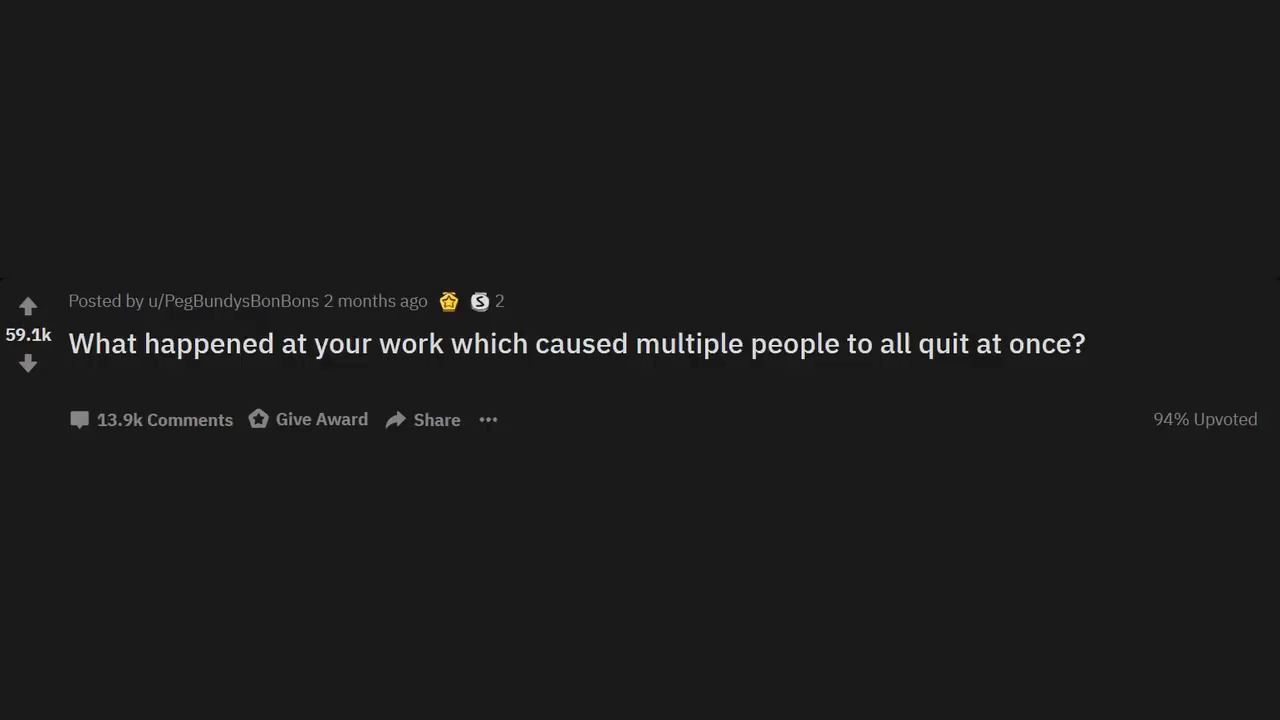 Posted by u/PegBundysBonBons 2 months ago S 2
59.1k
What happened at your work which caused multiple people to all quit at once?
13.9k Comments Give Award Share ••• 94% Upvoted